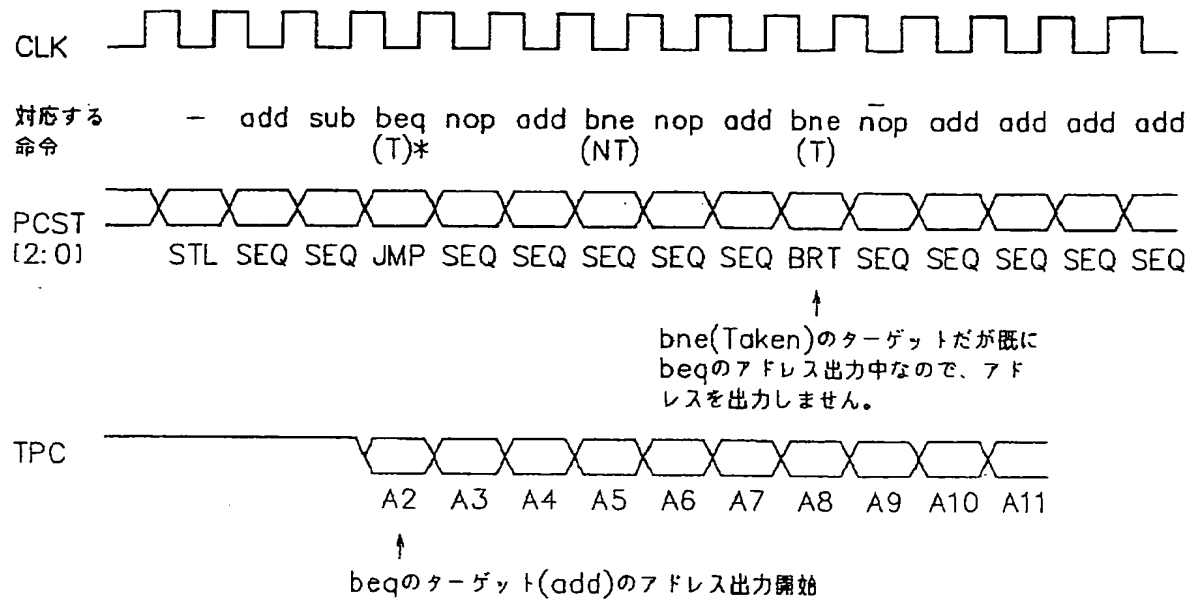 CLK
対応する
命令
- add sub beq nop add bne nop add bne nop add add add add
(T)* (NT) (T)
PCST
[2:0]
STL SEQ SEQ JMP SEQ SEQ SEQ SEQ SEQ BRT SEQ SEQ SEQ SEQ SEQ
bne(Taken)のターゲットだが既に
beqのアドレス出力中なので、アド
レスを出力しません。
TPC
A2 A3 A4 A5 A6 A7 A8 A9 A10 A11
beqのターゲット(add)のアドレス出力開始